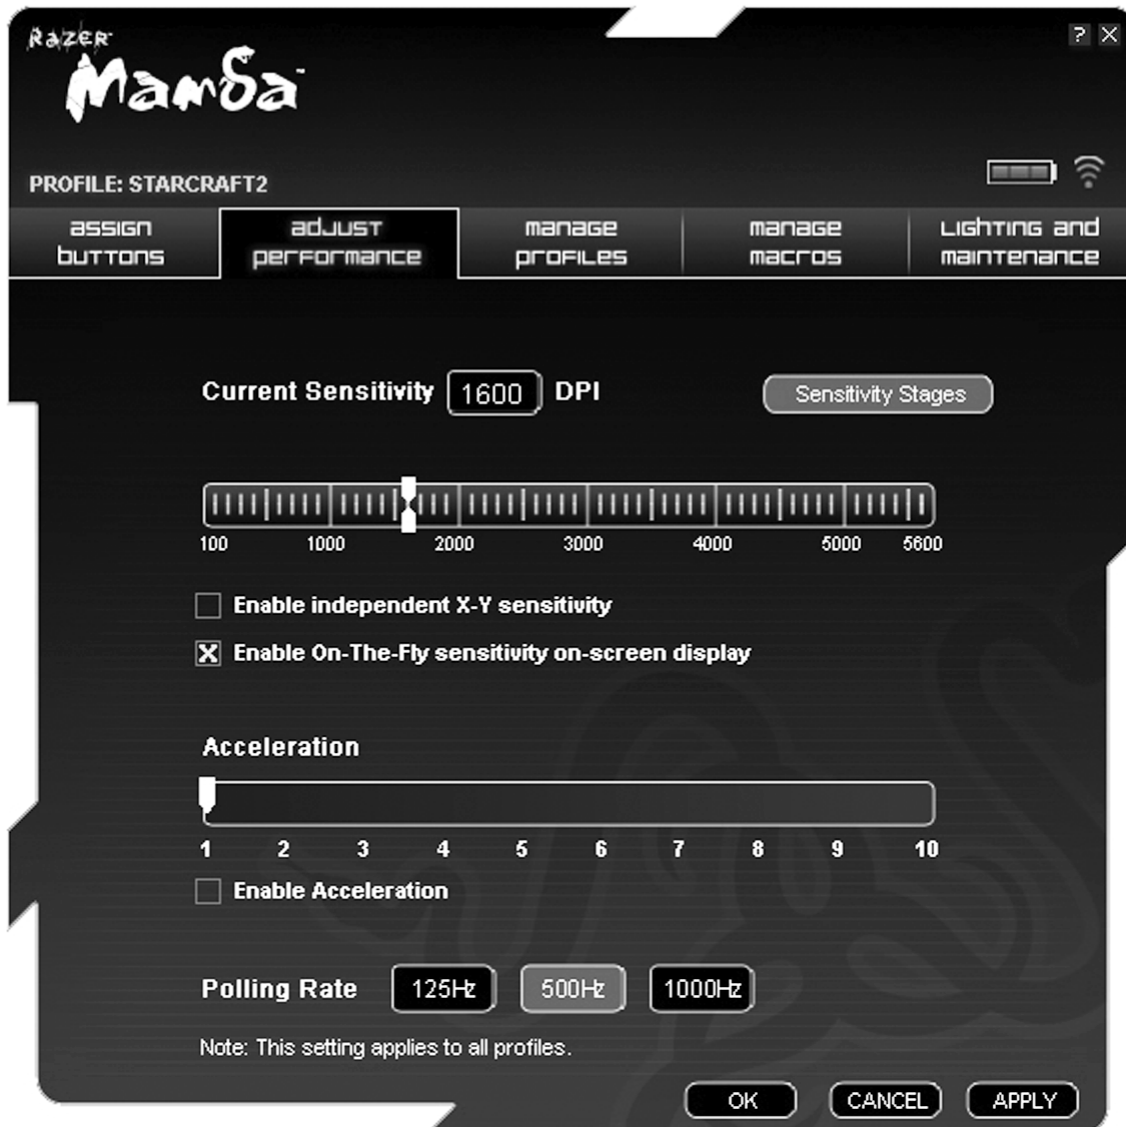 RAZER™
Mamba™
? X
PROFILE: STARCRAFT2
assign buttons
adjust performance
manage profiles
manage macros
Lighting and maintenance
Current Sensitivity 1600 DPI
Sensitivity Stages
100 1000 2000 3000 4000 5000 5600
Enable independent X-Y sensitivity
X Enable On-The-Fly sensitivity on-screen display
Acceleration
1 2 3 4 5 6 7 8 9 10
Enable Acceleration
Polling Rate 125Hz 500Hz 1000Hz
Note: This setting applies to all profiles.
OK CANCEL APPLY